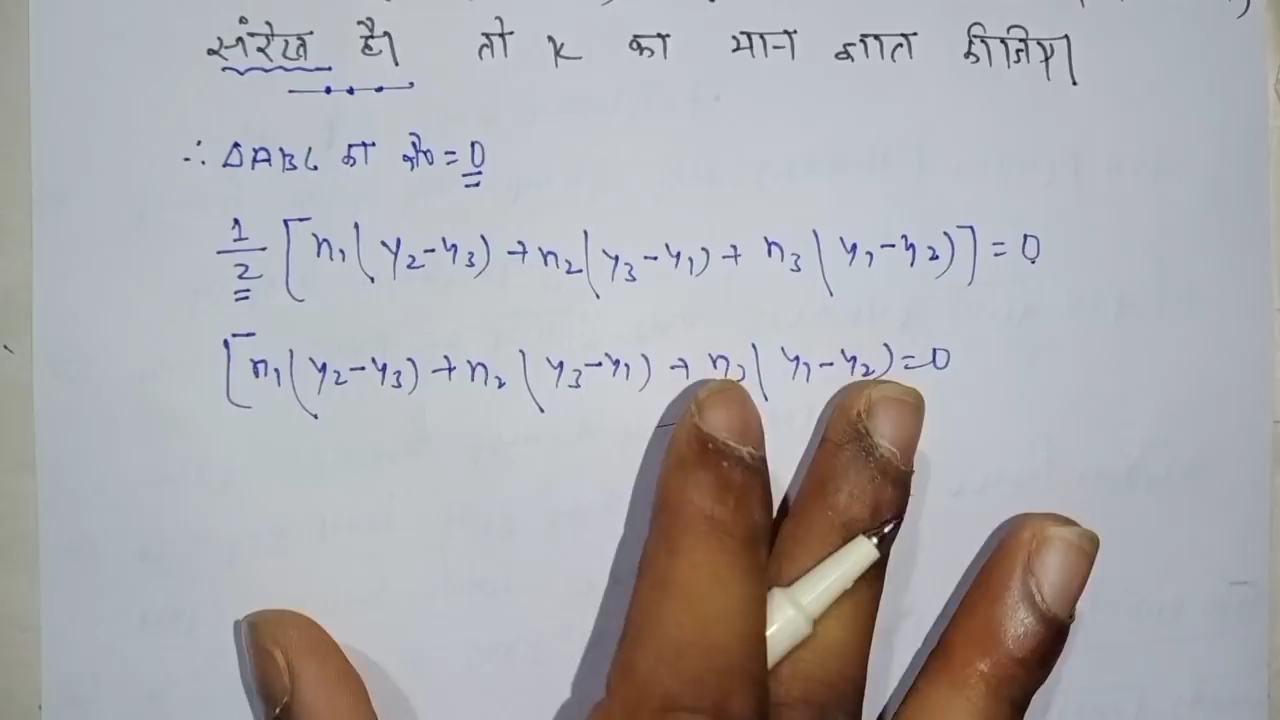 संरेख है। तो K का मान ज्ञात कीजिए।
∴ ΔABC का क्षे० = 0
1/2 [x₁(y₂-y₃) + x₂(y₃-y₁) + x₃(y₁-y₂)] = 0
[x₁(y₂-y₃) + x₂(y₃-y₁) + x₃(y₁-y₂) = 0